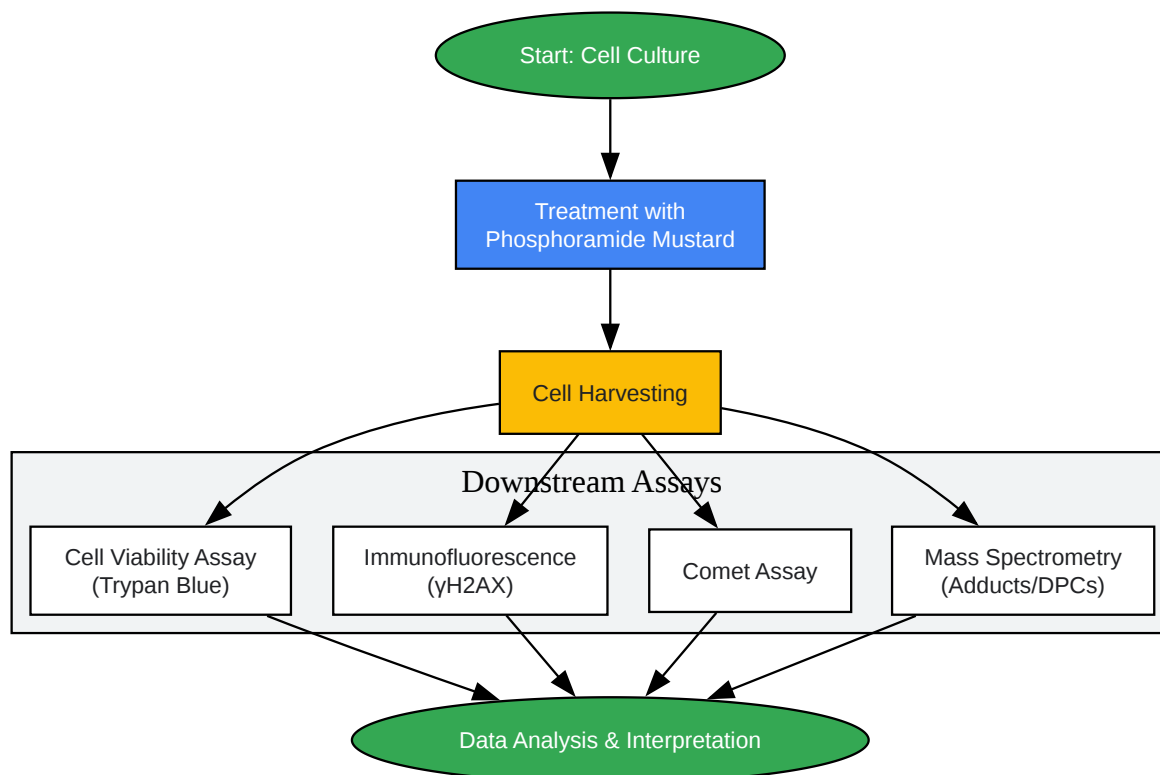 Start: Cell Culture
Treatment with
Phosphoramide Mustard
Cell Harvesting
Downstream Assays
Cell Viability Assay
(Trypan Blue)
Immunofluorescence
(γH2AX)
Comet Assay
Mass Spectrometry
(Adducts/DPCs)
Data Analysis & Interpretation